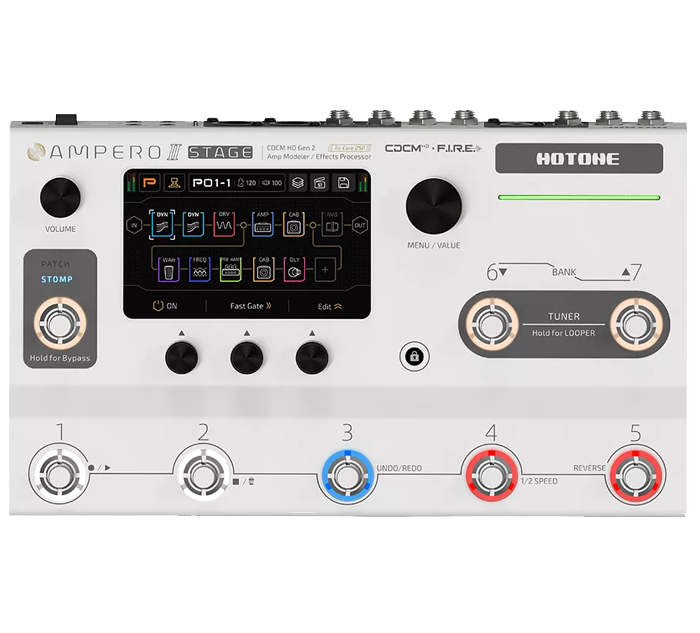 AMPERO II STAGE
CDCM HD Gen 2
Tri-Core DSP
Amp Modeler / Effects Processor
CDCM HD · F.I.R.E.
HOTONE
P
P01-1
120
100
VOLUME
MENU / VALUE
IN
DYN
DYN
DRV
AMP
CAB
RVB
OUT
WAH
FREQ
PRE AMP
CAB
DLY
ON
Fast Gate
Edit
PATCH
STOMP
Hold for Bypass
6
BANK
7
TUNER
Hold for LOOPER
1
2
3
4
5
UNDO/REDO
1/2 SPEED
REVERSE